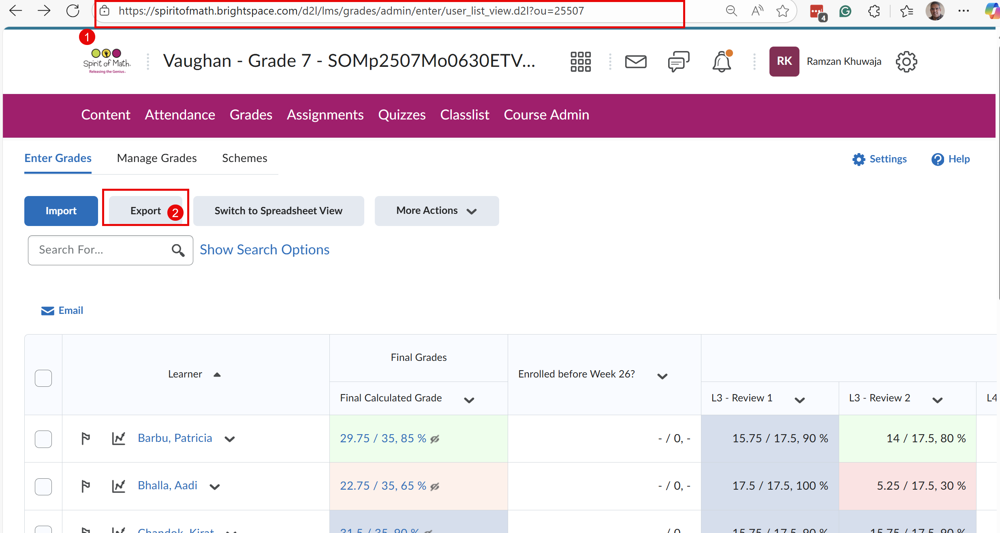 https://spiritofmath.brightspace.com/d2l/lms/grades/admin/enter/user_list_view.d2l?ou=25507
4
1
Spirit of Math
Releasing the Genius
Vaughan - Grade 7 - SOMp2507Mo0630ETV...
RK
Ramzan Khuwaja
Content Attendance Grades Assignments Quizzes Classlist Course Admin
Enter Grades Manage Grades Schemes
Settings Help
Import Export 2 Switch to Spreadsheet View More Actions
Search For... Show Search Options
Email
Final Grades
Learner Enrolled before Week 26?
Final Calculated Grade L3 - Review 1 L3 - Review 2 L4
Barbu, Patricia 29.75 / 35, 85 % - / 0, - 15.75 / 17.5, 90 % 14 / 17.5, 80 %
Bhalla, Aadi 22.75 / 35, 65 % - / 0, - 17.5 / 17.5, 100 % 5.25 / 17.5, 30 %
Chandok, Kirat 31.5 / 35, 90 % - / 0, - 15.75 / 17.5, 90 % 15.75 / 17.5, 90 %